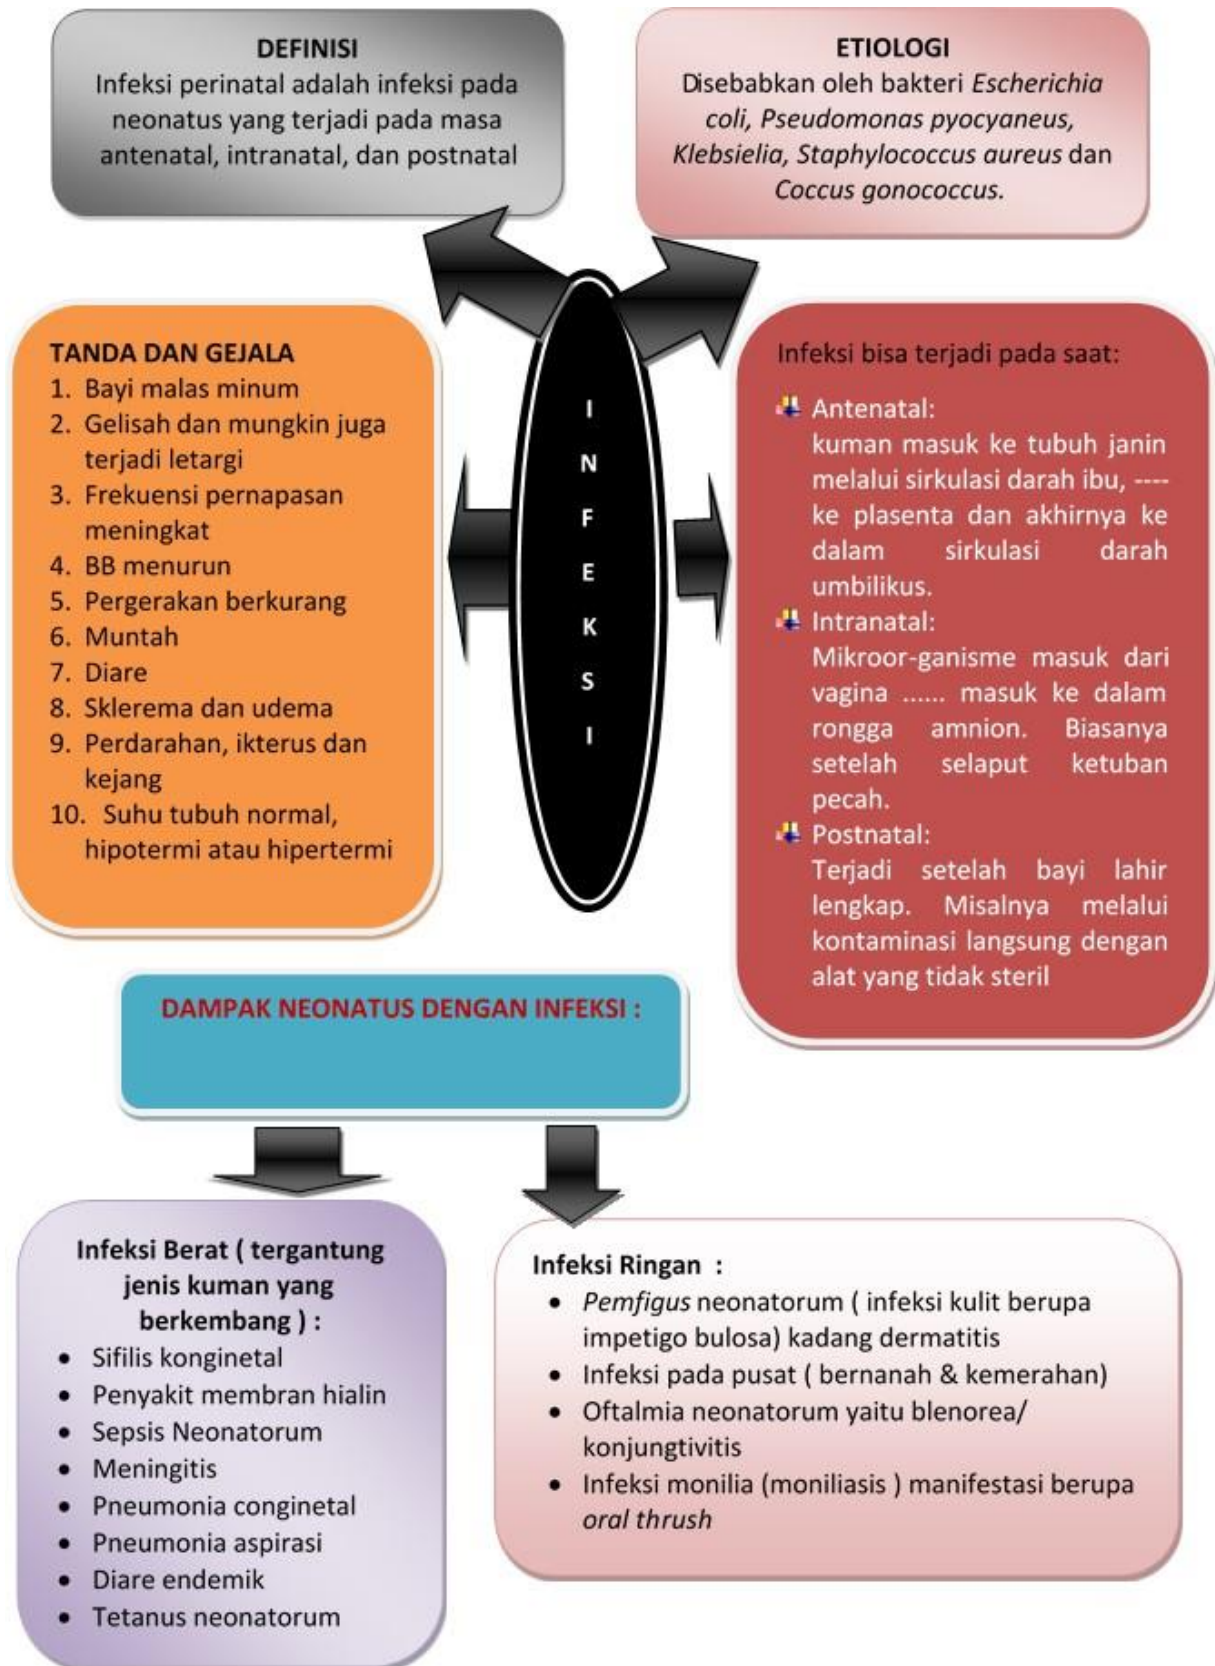 DEFINISI
Infeksi perinatal adalah infeksi pada
neonatus yang terjadi pada masa
antenatal, intranatal, dan postnatal
ETIOLOGI
Disebabkan oleh bakteri Escherichia
coli, Pseudomonas pyocyaneus,
Klebsielia, Staphylococcus aureus dan
Coccus gonococcus.
TANDA DAN GEJALA
1. Bayi malas minum
2. Gelisah dan mungkin juga
terjadi letargi
3. Frekuensi pernapasan
meningkat
4. BB menurun
5. Pergerakan berkurang
6. Muntah
7. Diare
8. Sklerema dan udema
9. Perdarahan, ikterus dan
kejang
10. Suhu tubuh normal,
hipotermi atau hipertermi
I
N
F
E
K
S
I
Infeksi bisa terjadi pada saat:
Antenatal:
kuman masuk ke tubuh janin
melalui sirkulasi darah ibu, ----
ke plasenta dan akhirnya ke
dalam sirkulasi darah
umbilikus.
Intranatal:
Mikroor-ganisme masuk dari
vagina ...... masuk ke dalam
rongga amnion. Biasanya
setelah selaput ketuban
pecah.
Postnatal:
Terjadi setelah bayi lahir
lengkap. Misalnya melalui
kontaminasi langsung dengan
alat yang tidak steril
DAMPAK NEONATUS DENGAN INFEKSI :
Infeksi Berat ( tergantung
jenis kuman yang
berkembang ) :
• Sifilis konginetal
• Penyakit membran hialin
• Sepsis Neonatorum
• Meningitis
• Pneumonia conginetal
• Pneumonia aspirasi
• Diare endemik
• Tetanus neonatorum
Infeksi Ringan :
• Pemfigus neonatorum ( infeksi kulit berupa
impetigo bulosa) kadang dermatitis
• Infeksi pada pusat ( bernanah & kemerahan)
• Oftalmia neonatorum yaitu blenorea/
konjungtivitis
• Infeksi monilia (moniliasis ) manifestasi berupa
oral thrush